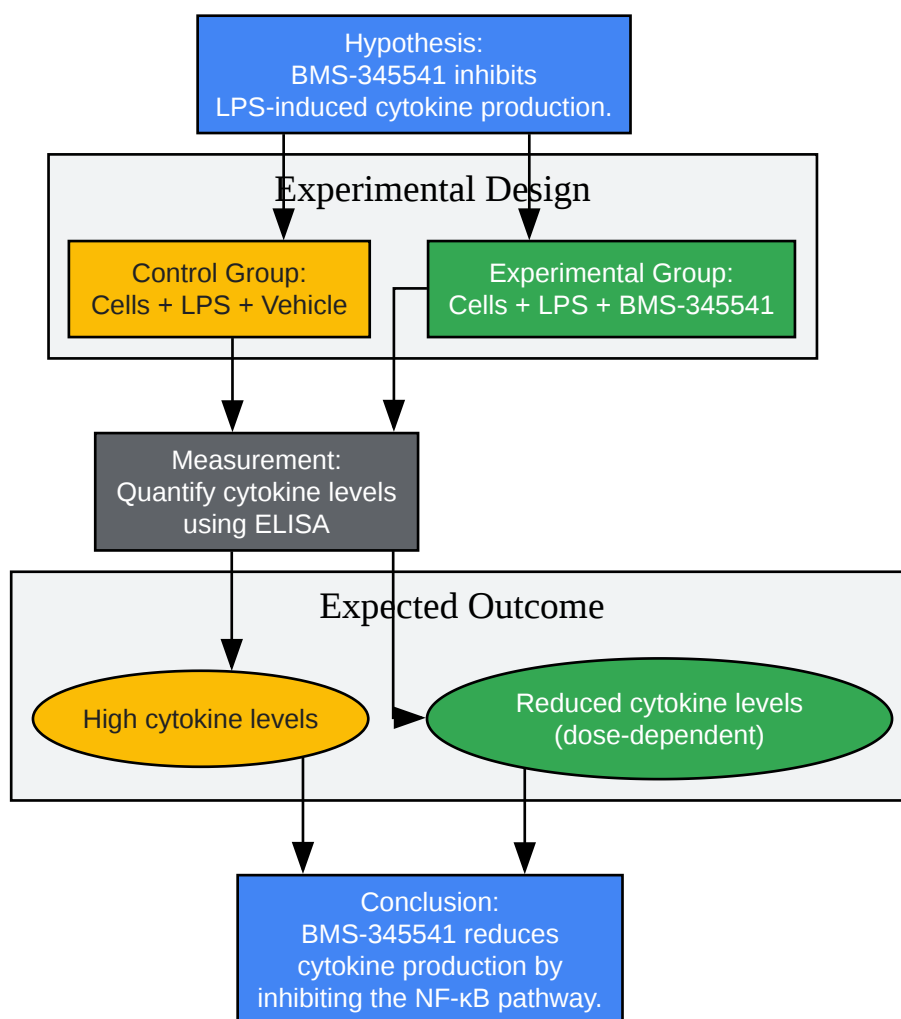 Hypothesis:
BMS-345541 inhibits
LPS-induced cytokine production.
Experimental Design
Control Group:
Cells + LPS + Vehicle
Experimental Group:
Cells + LPS + BMS-345541
Measurement:
Quantify cytokine levels
using ELISA
Expected Outcome
High cytokine levels
Reduced cytokine levels
(dose-dependent)
Conclusion:
BMS-345541 reduces
cytokine production by
inhibiting the NF-κB pathway.